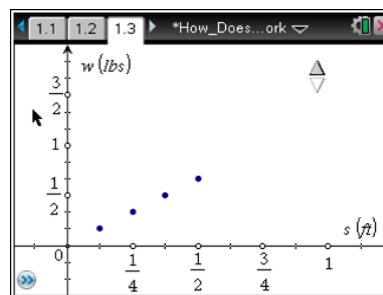 1.1 1.2 1.3 *How_Does...ork
w (lbs)
3/2
1
1/2
s (ft)
0 1/4 1/2 3/4 1